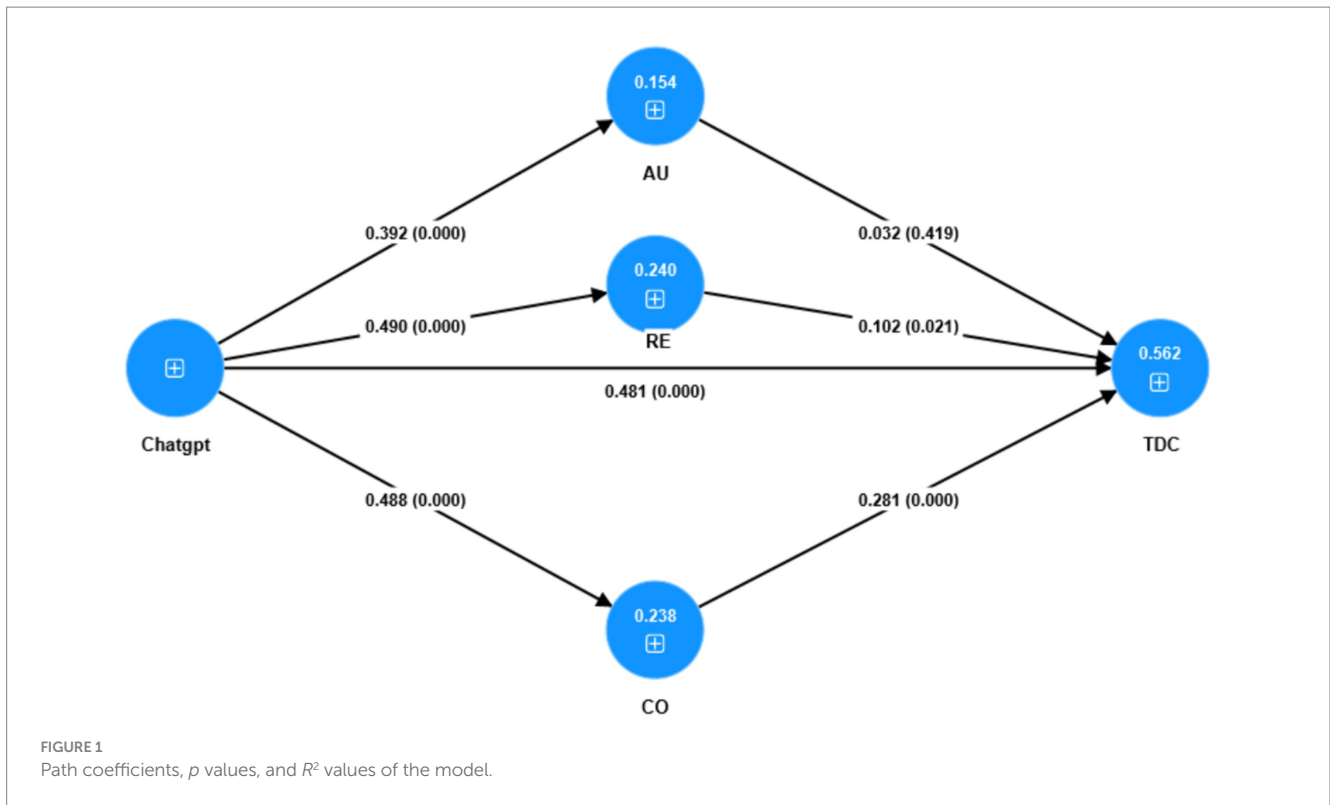 0.154
AU
0.392 (0.000)
0.032 (0.419)
0.240
RE
0.490 (0.000)
0.102 (0.021)
0.562
TDC
Chatgpt
0.481 (0.000)
0.488 (0.000)
0.281 (0.000)
0.238
CO
FIGURE 1
Path coefficients, p values, and R² values of the model.